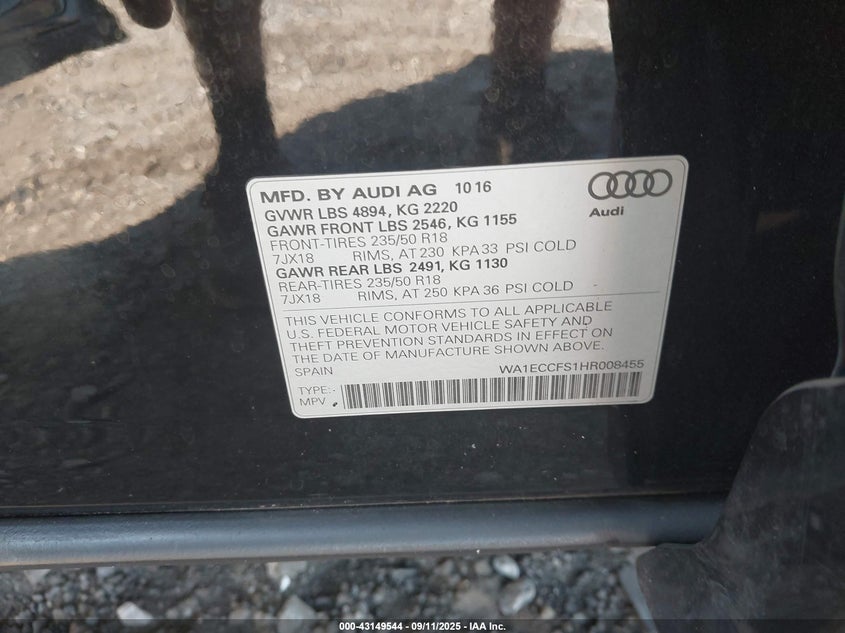 MFD. BY AUDI AG 10 16
GVWR LBS 4894, KG 2220
GAWR FRONT LBS 2546, KG 1155
FRONT-TIRES 235/50 R18
7JX18 RIMS, AT 230 KPA 33 PSI COLD
GAWR REAR LBS 2491, KG 1130
REAR-TIRES 235/50 R18
7JX18 RIMS, AT 250 KPA 36 PSI COLD
Audi
THIS VEHICLE CONFORMS TO ALL APPLICABLE
U.S. FEDERAL MOTOR VEHICLE SAFETY AND
THEFT PREVENTION STANDARDS IN EFFECT ON
THE DATE OF MANUFACTURE SHOWN ABOVE.
SPAIN WA1ECCFS1HR008455
TYPE:
MPV
000-43149544 - 09/11/2025 - IAA Inc.